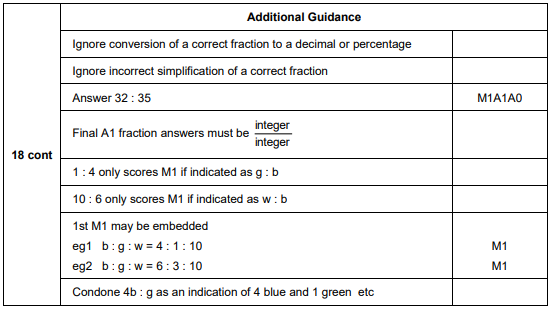 Additional Guidance
Ignore conversion of a correct fraction to a decimal or percentage
Ignore incorrect simplification of a correct fraction
Answer 32 : 35 M1A1A0
Final A1 fraction answers must be integer/integer
18 cont
1 : 4 only scores M1 if indicated as g : b
10 : 6 only scores M1 if indicated as w : b
1st M1 may be embedded
eg1 b : g : w = 4 : 1 : 10 M1
eg2 b : g : w = 6 : 3 : 10 M1
Condone 4b : g as an indication of 4 blue and 1 green etc